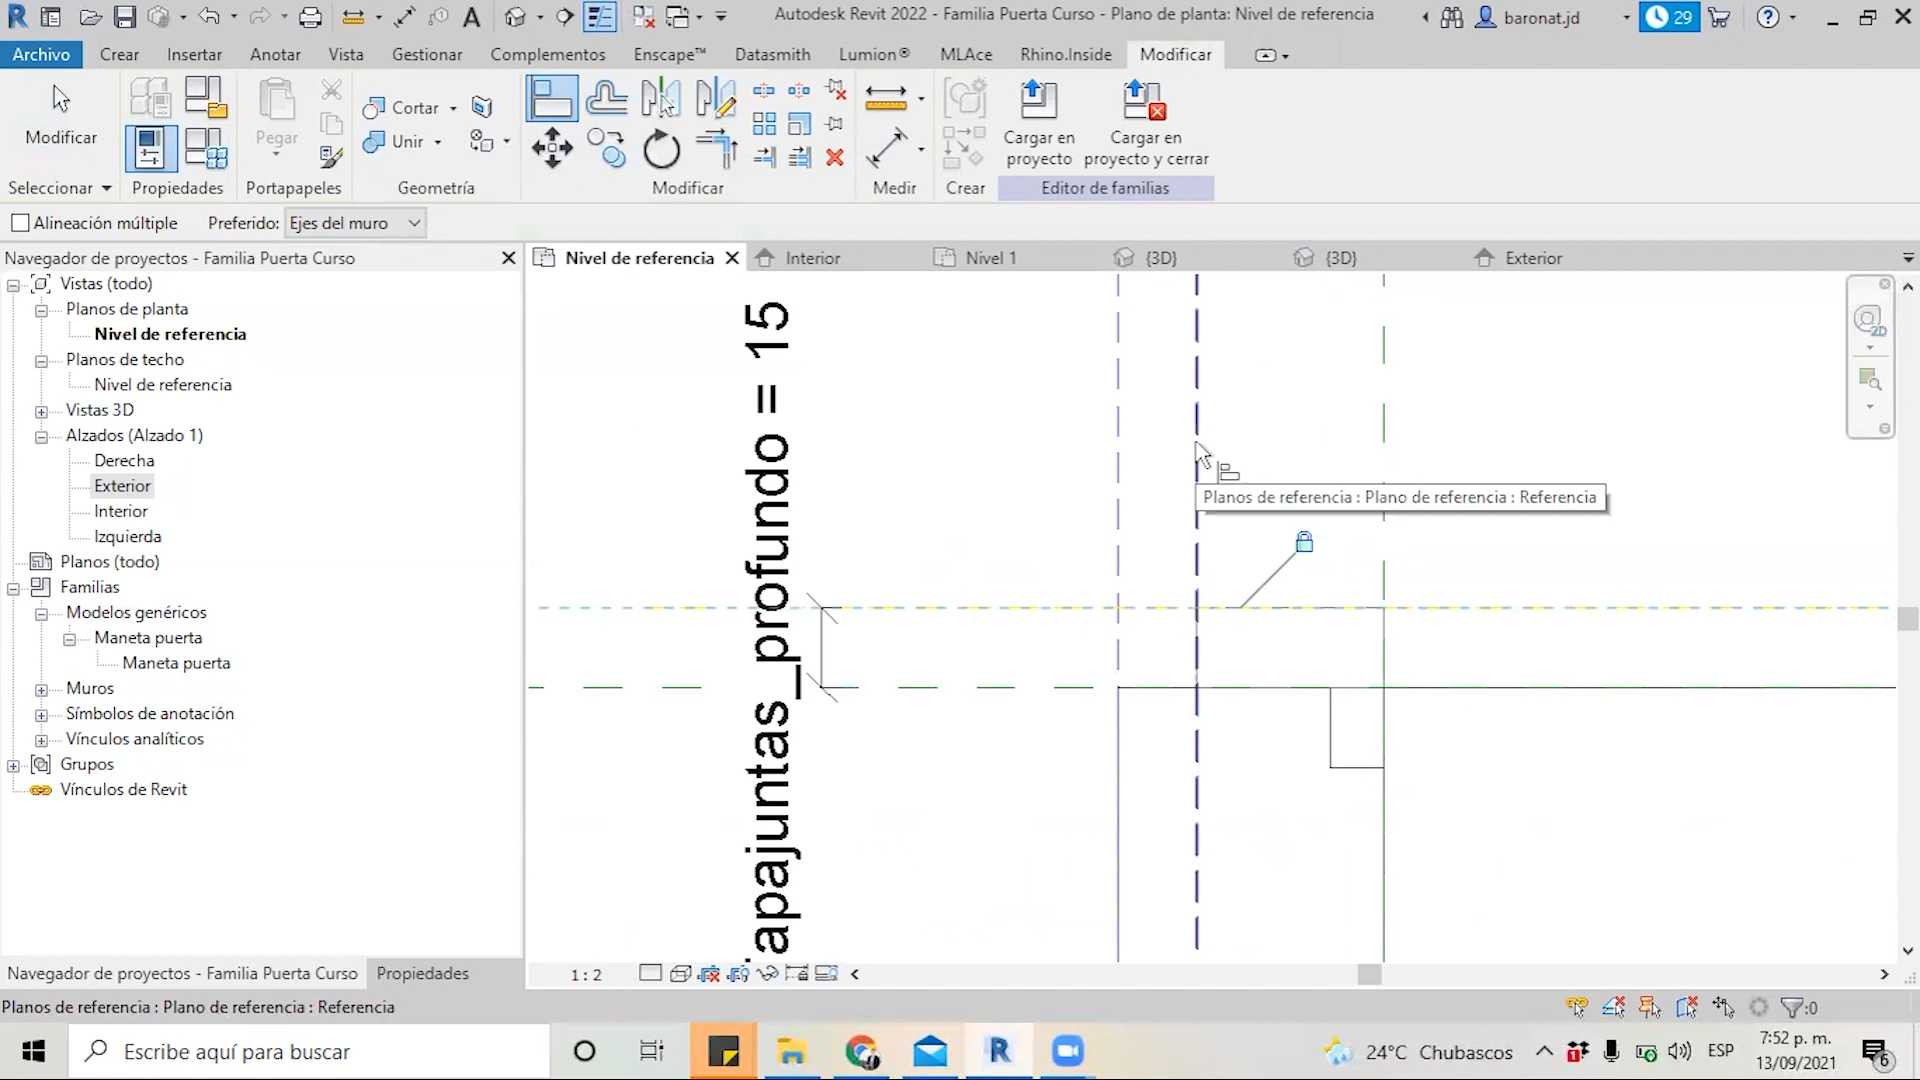 Autodesk Revit 2022 - Familia Puerta Curso - Plano de planta: Nivel de referencia
baronat.jd
29
Archivo Crear Insertar Anotar Vista Gestionar Complementos Enscape™ Datasmith Lumion® MLAce Rhino.Inside Modificar
Modificar
Pegar
Cortar
Unir
Cargar en proyecto
Cargar en proyecto y cerrar
Seleccionar Propiedades Portapapeles Geometría Modificar Medir Crear Editor de familias
Alineación múltiple Preferido: Ejes del muro
Navegador de proyectos - Familia Puerta Curso
Nivel de referencia Interior Nivel 1 {3D} {3D} Exterior
Vistas (todo)
Planos de planta
Nivel de referencia
Planos de techo
Nivel de referencia
Vistas 3D
Alzados (Alzado 1)
Derecha
Exterior
Interior
Izquierda
Planos (todo)
Familias
Modelos genéricos
Maneta puerta
Maneta puerta
Muros
Símbolos de anotación
Vínculos analíticos
Grupos
Vínculos de Revit
apajuntas_profundo = 15
Planos de referencia : Plano de referencia : Referencia
2D
Navegador de proyectos - Familia Puerta Curso Propiedades
1 : 2
Planos de referencia : Plano de referencia : Referencia
:0
Escribe aquí para buscar
24°C Chubascos
ESP
7:52 p. m.
13/09/2021
6